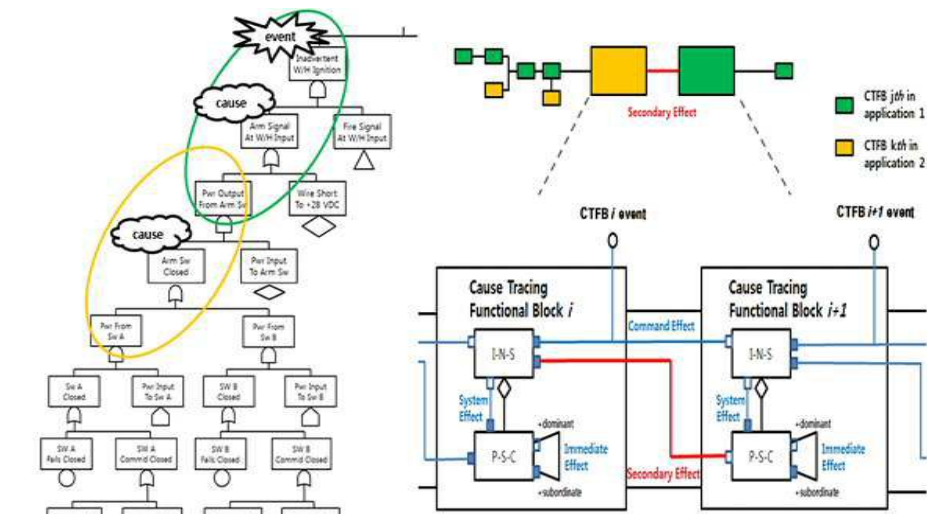 event
Inadvertent
W/H Ignition
cause
Arm Signal
At W/H Input
Fire Signal
At W/H Input
Pwr Output
From Arm Sw
Wire Short
To +28 VDC
cause
Arm Sw
Closed
Pwr Input
To Arm Sw
Pwr From
Sw A
Pwr From
Sw B
Sw A
Closed
Pwr Input
To Sw A
SW B
Closed
Pwr Input
To Sw B
SW A
Fails Closed
SW A
Commd Closed
SW B
Fails Closed
SW B
Commd Closed
Secondary Effect
CTFB jth in
application 1
CTFB kth in
application 2
CTFB i event
CTFB i+1 event
Cause Tracing
Functional Block i
I-N-S
System
Effect
P-S-C
+dominant
Immediate
Effect
+subordinate
Command Effect
Secondary Effect
Cause Tracing
Functional Block i+1
I-N-S
System
Effect
P-S-C
+dominant
Immediate
Effect
+subordinate